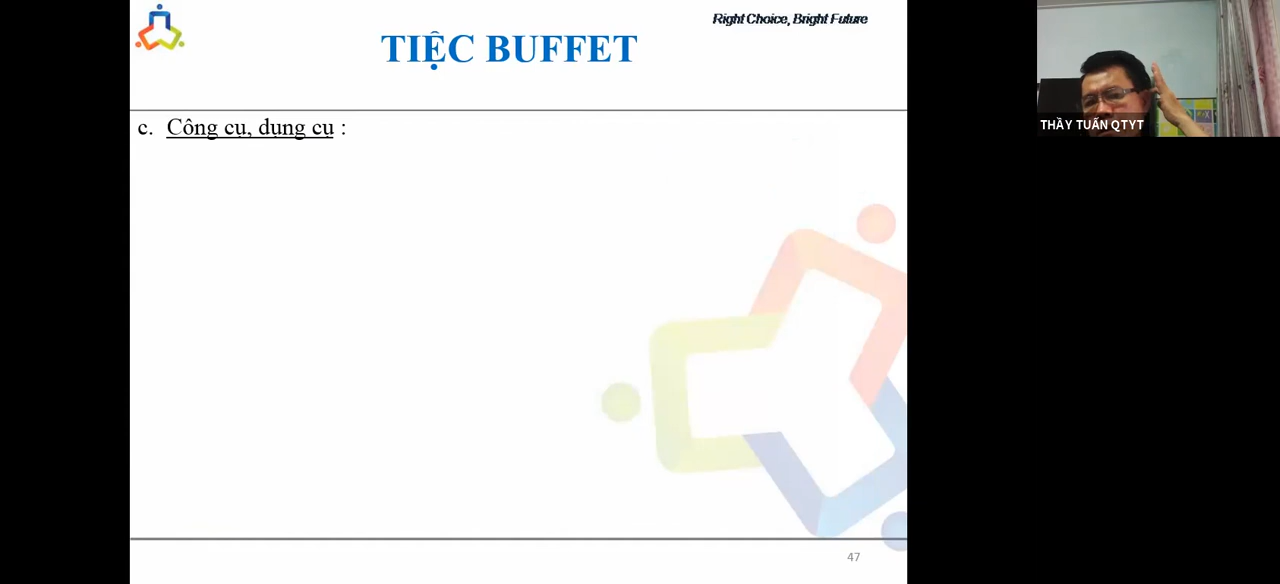 Right Choice, Bright Future
TIỆC BUFFET
c. Công cụ, dụng cụ :
THẦY TUẤN QTYT
47